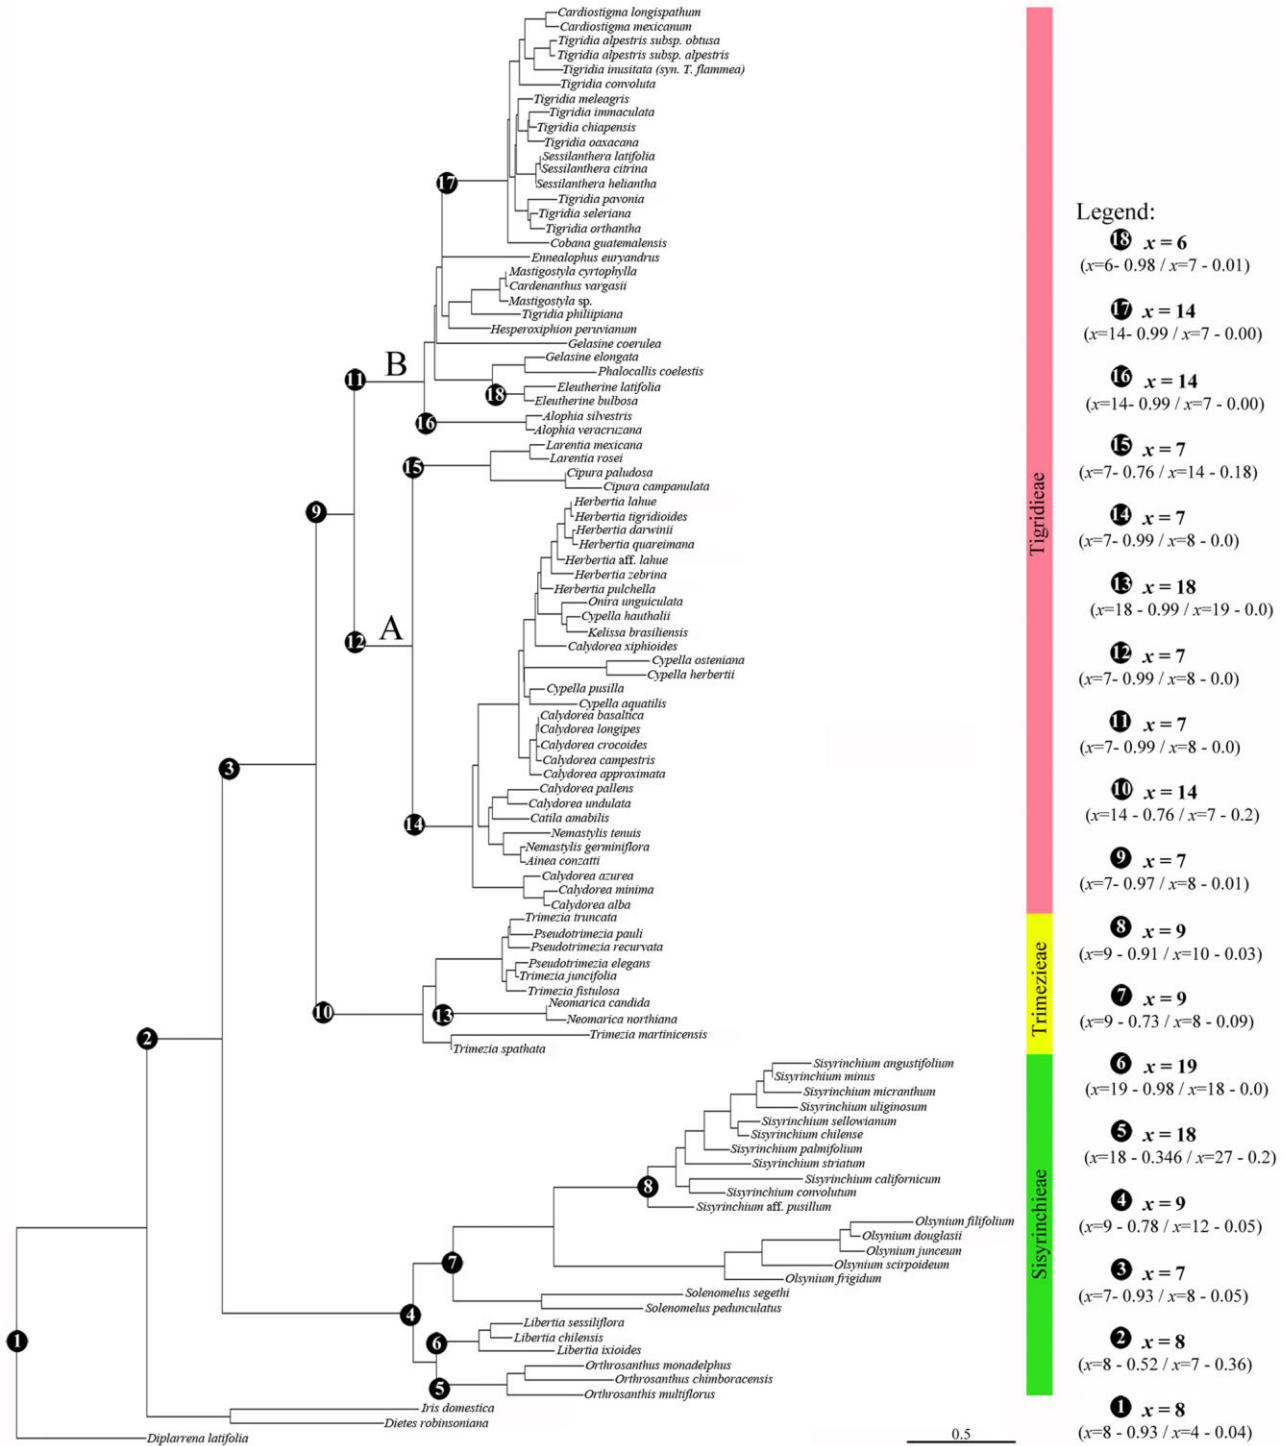 Cardiostigma longispathum
Cardiostigma mexicanum
Tigridia alpestris subsp. obtusa
Tigridia alpestris subsp. alpestris
Tigridia inusitata (syn. T. flammea)
Tigridia convoluta
Tigridia meleagris
Tigridia immaculata
Tigridia chiapensis
Tigridia oaxacana
Sessilanthera latifolia
Sessilanthera citrina
Sessilanthera heliantha
17
Tigridia pavonia
Tigridia seleriana
Tigridia orthantha
Cobana guatemalensis
Ennealophus euryandrus
Mastigostyla cyrtophylla
Cardenanthus vargasii
Mastigostyla sp.
Tigridia philiipiana
Hesperoxiphion peruvianum
Gelasine coerulea
Gelasine elongata
B
Phalocallis coelestis
11
Eleutherine latifolia
18
Eleutherine bulbosa
Alophia silvestris
16
Alophia veracruzana
Larentia mexicana
Larentia rosei
15
Cipura paludosa
Cipura campanulata
Herbertia lahue
9
Herbertia tigridioides
Herbertia darwinii
Herbertia quareimana
Herbertia aff. lahue
Herbertia zebrina
Herbertia pulchella
Onira unguiculata
Cypella hauthalii
A
Kelissa brasiliensis
12
Calydorea xiphioides
Cypella osteniana
Cypella herbertii
Cypella pusilla
Cypella aquatilis
Calydorea basaltica
Calydorea longipes
Calydorea crocoides
Calydorea campestris
3
Calydorea approximata
Calydorea pallens
Calydorea undulata
Catila amabilis
14
Nemastylis tenuis
Nemastylis germiniflora
Ainea conzatti
Calydorea azurea
Calydorea minima
Calydorea alba
Trimezia truncata
Pseudotrimezia pauli
Pseudotrimezia recurvata
Pseudotrimezia elegans
Trimezia juncifolia
Trimezia fistulosa
Neomarica candida
10
13
Neomarica northiana
Trimezia martinicensis
2
Trimezia spathata
Sisyrinchium angustifolium
Sisyrinchium minus
Sisyrinchium micranthum
Sisyrinchium uliginosum
Sisyrinchium sellowianum
Sisyrinchium chilense
Sisyrinchium palmifolium
Sisyrinchium striatum
Sisyrinchium californicum
8
Sisyrinchium convolutum
Sisyrinchium aff. pusillum
Olsynium filifolium
Olsynium douglasii
Olsynium junceum
7
Olsynium scirpoideum
Olsynium frigidum
Solenomelus segethi
Solenomelus pedunculatus
4
Libertia sessiliflora
Libertia chilensis
6
1
Libertia ixioides
Orthrosanthus monadelphus
Orthrosanthus chimboracensis
5
Orthrosanthis multiflorus
Iris domestica
Dietes robinsoniana
Diplarrena latifolia
0.5
Tigridieae
Trimezieae
Sisyrinchieae
Legend:
18 x = 6
(x=6- 0.98 / x=7 - 0.01)
17 x = 14
(x=14- 0.99 / x=7 - 0.00)
16 x = 14
(x=14- 0.99 / x=7 - 0.00)
15 x = 7
(x=7- 0.76 / x=14 - 0.18)
14 x = 7
(x=7- 0.99 / x=8 - 0.0)
13 x = 18
(x=18 - 0.99 / x=19 - 0.0)
12 x = 7
(x=7- 0.99 / x=8 - 0.0)
11 x = 7
(x=7- 0.99 / x=8 - 0.0)
10 x = 14
(x=14 - 0.76 / x=7 - 0.2)
9 x = 7
(x=7- 0.97 / x=8 - 0.01)
8 x = 9
(x=9 - 0.91 / x=10 - 0.03)
7 x = 9
(x=9 - 0.73 / x=8 - 0.09)
6 x = 19
(x=19 - 0.98 / x=18 - 0.0)
5 x = 18
(x=18 - 0.346 / x=27 - 0.2)
4 x = 9
(x=9 - 0.78 / x=12 - 0.05)
3 x = 7
(x=7- 0.93 / x=8 - 0.05)
2 x = 8
(x=8 - 0.52 / x=7 - 0.36)
1 x = 8
(x=8 - 0.93 / x=4 - 0.04)